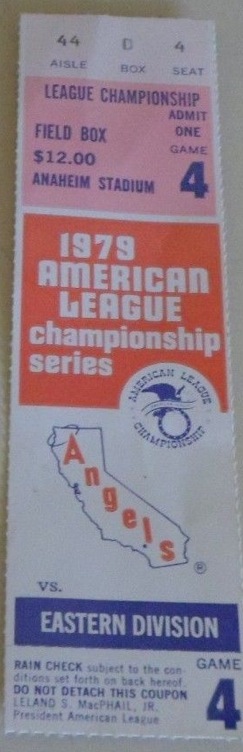 44 D 4
AISLE BOX SEAT
LEAGUE CHAMPIONSHIP
ADMIT
FIELD BOX ONE
$12.00 GAME
ANAHEIM STADIUM 4
1979
AMERICAN
LEAGUE
championship
series
AMERICAN LEAGUE
CHAMPIONSHIP
Angels
®
VS.
EASTERN DIVISION
RAIN CHECK subject to the con-
ditions set forth on back hereof.
DO NOT DETACH THIS COUPON
LELAND S. MacPHAIL, JR.
President American League
GAME
4